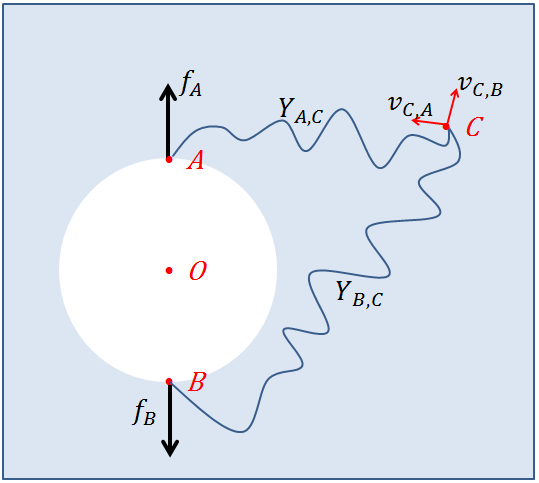 f_A
v_{C,B}
v_{C,A}
Y_{A,C}
C
A
O
Y_{B,C}
B
f_B